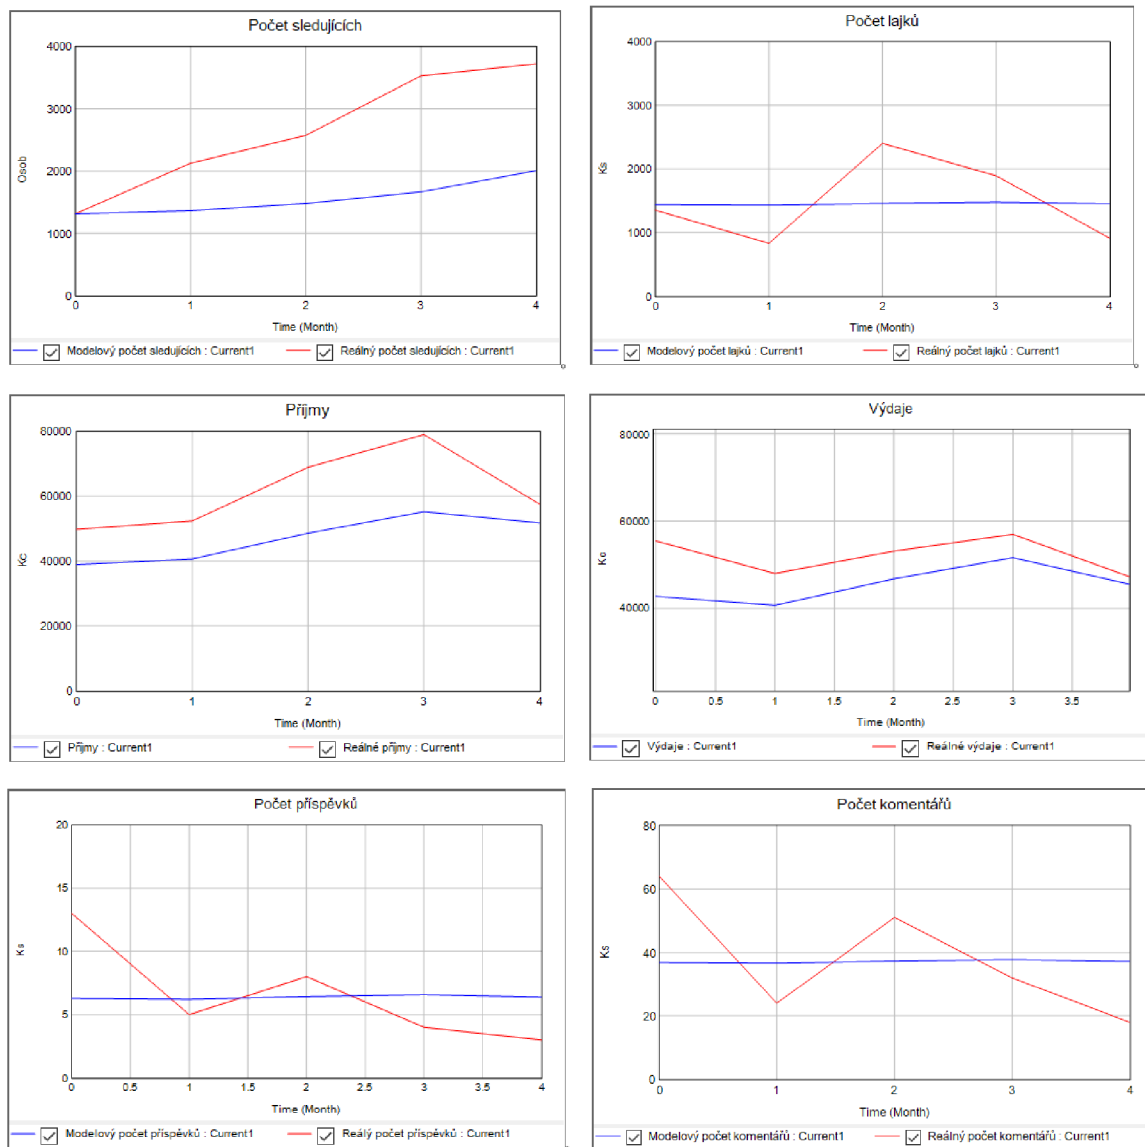 Počet sledujících
4000
3000
2000
1000
0
Osob
0 1 2 3 4
Time (Month)
Modelový počet sledujících : Current1 Reálný počet sledujících : Current1
Počet lajků
4000
3000
2000
1000
0
Ks
0 1 2 3 4
Time (Month)
Modelový počet lajků : Current1 Reálný počet lajků : Current1
Příjmy
80000
60000
40000
20000
0
Kč
0 1 2 3 4
Time (Month)
Příjmy : Current1 Reálné příjmy : Current1
Výdaje
80000
60000
40000
Kč
0 0.5 1 1.5 2 2.5 3 3.5
Time (Month)
Výdaje : Current1 Reálné výdaje : Current1
Počet příspěvků
20
15
10
5
0
Ks
0 0.5 1 1.5 2 2.5 3 3.5 4
Time (Month)
Modelový počet příspěvků : Current1 Reálý počet příspěvků : Current1
Počet komentářů
80
60
40
20
0
Ks
0 1 2 3 4
Time (Month)
Modelový počet komentářů : Current1 Reálný počet komentářů : Current1